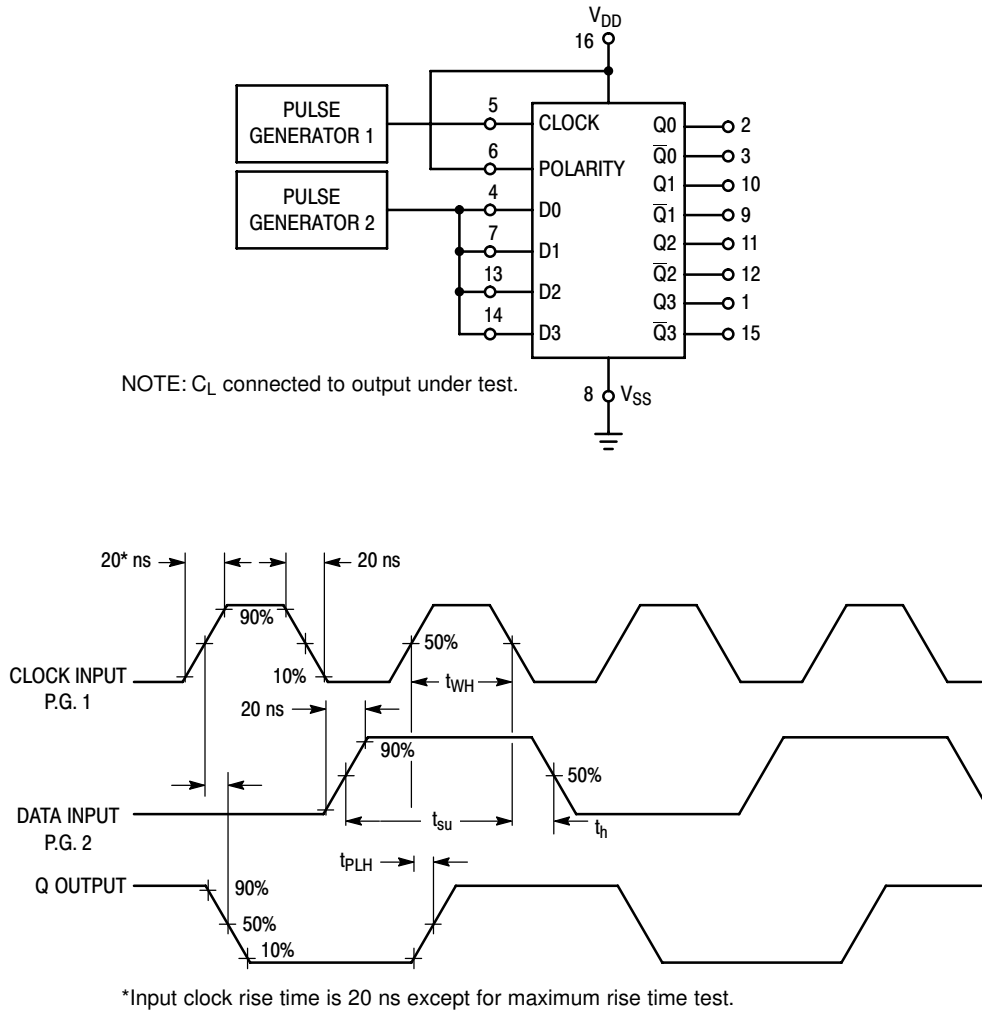 V_DD
16
PULSE
GENERATOR 1
5
CLOCK
Q0 2
6
POLARITY
Q̅0 3
PULSE
GENERATOR 2
4
D0
Q1 10
7
D1
Q̅1 9
Q2 11
13
D2
Q̅2 12
14
D3
Q3 1
Q̅3 15
NOTE: C_L connected to output under test.
8 V_SS
20* ns
20 ns
90%
50%
10%
CLOCK INPUT
P.G. 1
t_WH
20 ns
90%
50%
DATA INPUT
P.G. 2
t_su
t_h
t_PLH
Q OUTPUT
90%
50%
10%
*Input clock rise time is 20 ns except for maximum rise time test.